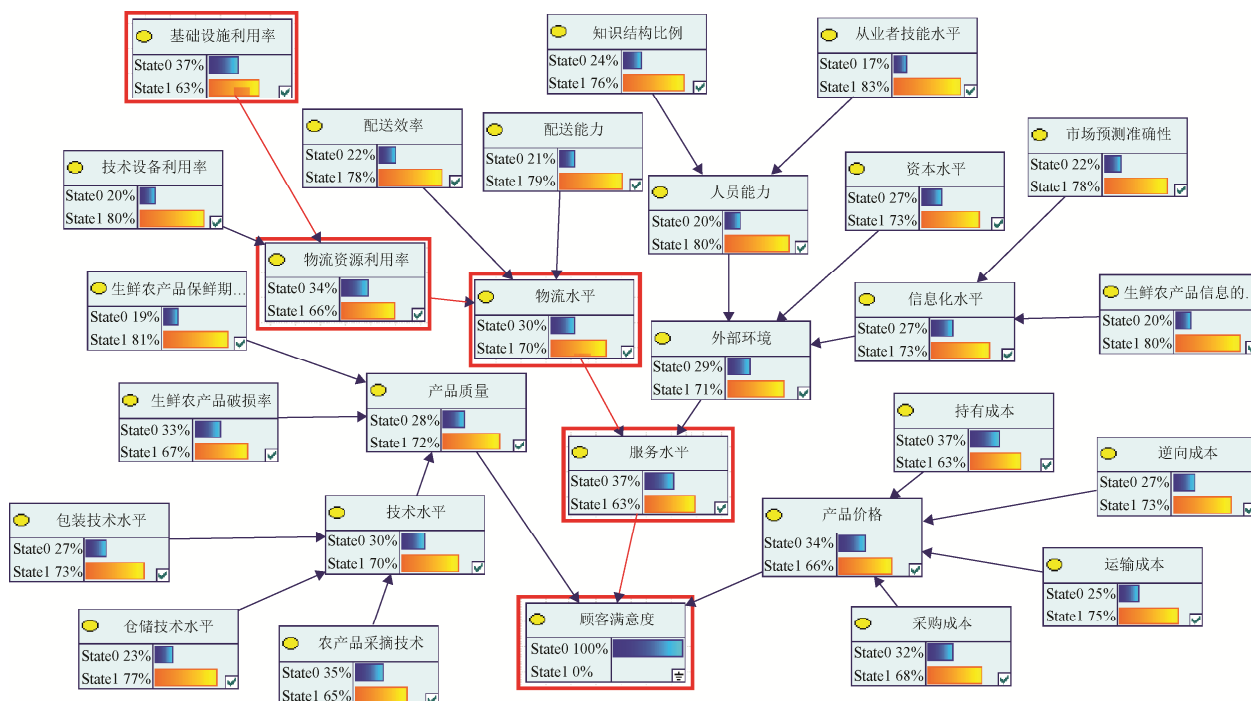 基础设施利用率
State0 37%
State1 63%
知识结构比例
State0 24%
State1 76%
从业者技能水平
State0 17%
State1 83%
配送效率
State0 22%
State1 78%
配送能力
State0 21%
State1 79%
市场预测准确性
State0 22%
State1 78%
技术设备利用率
State0 20%
State1 80%
人员能力
State0 20%
State1 80%
资本水平
State0 27%
State1 73%
物流资源利用率
State0 34%
State1 66%
生鲜农产品保鲜期...
State0 19%
State1 81%
物流水平
State0 30%
State1 70%
外部环境
State0 29%
State1 71%
信息化水平
State0 27%
State1 73%
生鲜农产品信息的...
State0 20%
State1 80%
生鲜农产品破损率
State0 33%
State1 67%
产品质量
State0 28%
State1 72%
服务水平
State0 37%
State1 63%
持有成本
State0 37%
State1 63%
逆向成本
State0 27%
State1 73%
包装技术水平
State0 27%
State1 73%
技术水平
State0 30%
State1 70%
产品价格
State0 34%
State1 66%
运输成本
State0 25%
State1 75%
仓储技术水平
State0 23%
State1 77%
农产品采摘技术
State0 35%
State1 65%
顾客满意度
State0 100%
State1 0%
采购成本
State0 32%
State1 68%